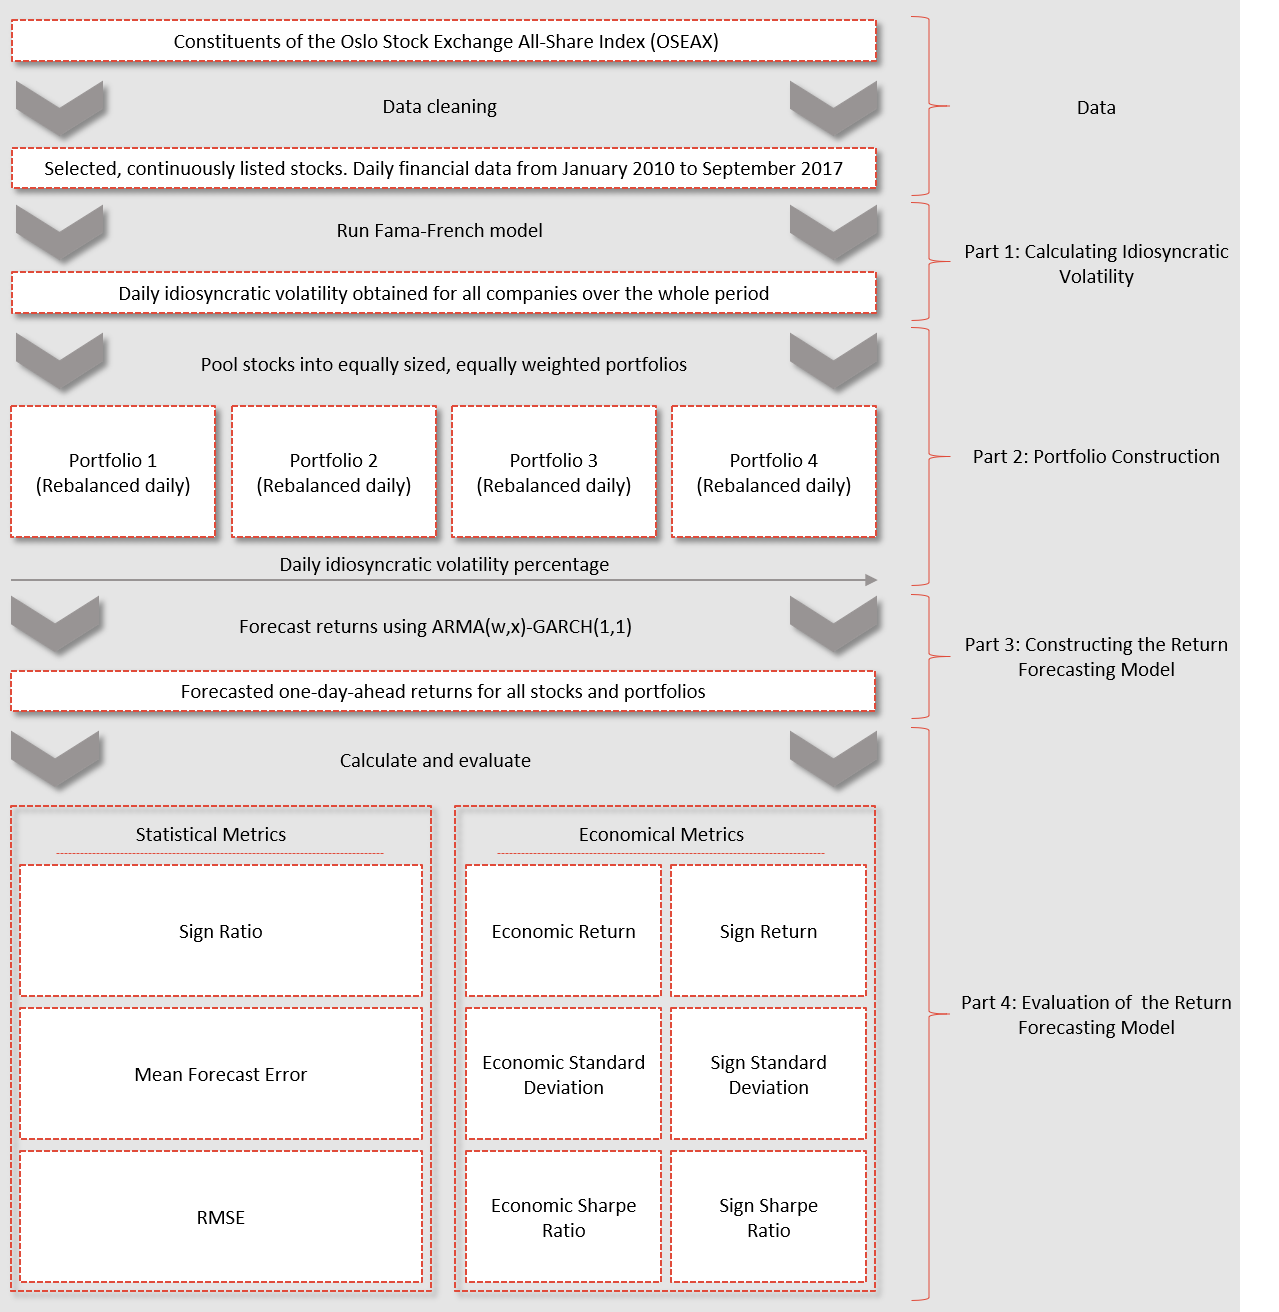 Constituents of the Oslo Stock Exchange All-Share Index (OSEAX)
Data cleaning
Data
Selected, continuously listed stocks. Daily financial data from January 2010 to September 2017
Run Fama-French model
Part 1: Calculating Idiosyncratic
Volatility
Daily idiosyncratic volatility obtained for all companies over the whole period
Pool stocks into equally sized, equally weighted portfolios
Portfolio 1
(Rebalanced daily)
Portfolio 2
(Rebalanced daily)
Portfolio 3
(Rebalanced daily)
Portfolio 4
(Rebalanced daily)
Part 2: Portfolio Construction
Daily idiosyncratic volatility percentage
Forecast returns using ARMA(w,x)-GARCH(1,1)
Part 3: Constructing the Return
Forecasting Model
Forecasted one-day-ahead returns for all stocks and portfolios
Calculate and evaluate
Statistical Metrics
Sign Ratio
Mean Forecast Error
RMSE
Economical Metrics
Economic Return
Sign Return
Economic Standard
Deviation
Sign Standard
Deviation
Economic Sharpe
Ratio
Sign Sharpe
Ratio
Part 4: Evaluation of  the Return
Forecasting Model